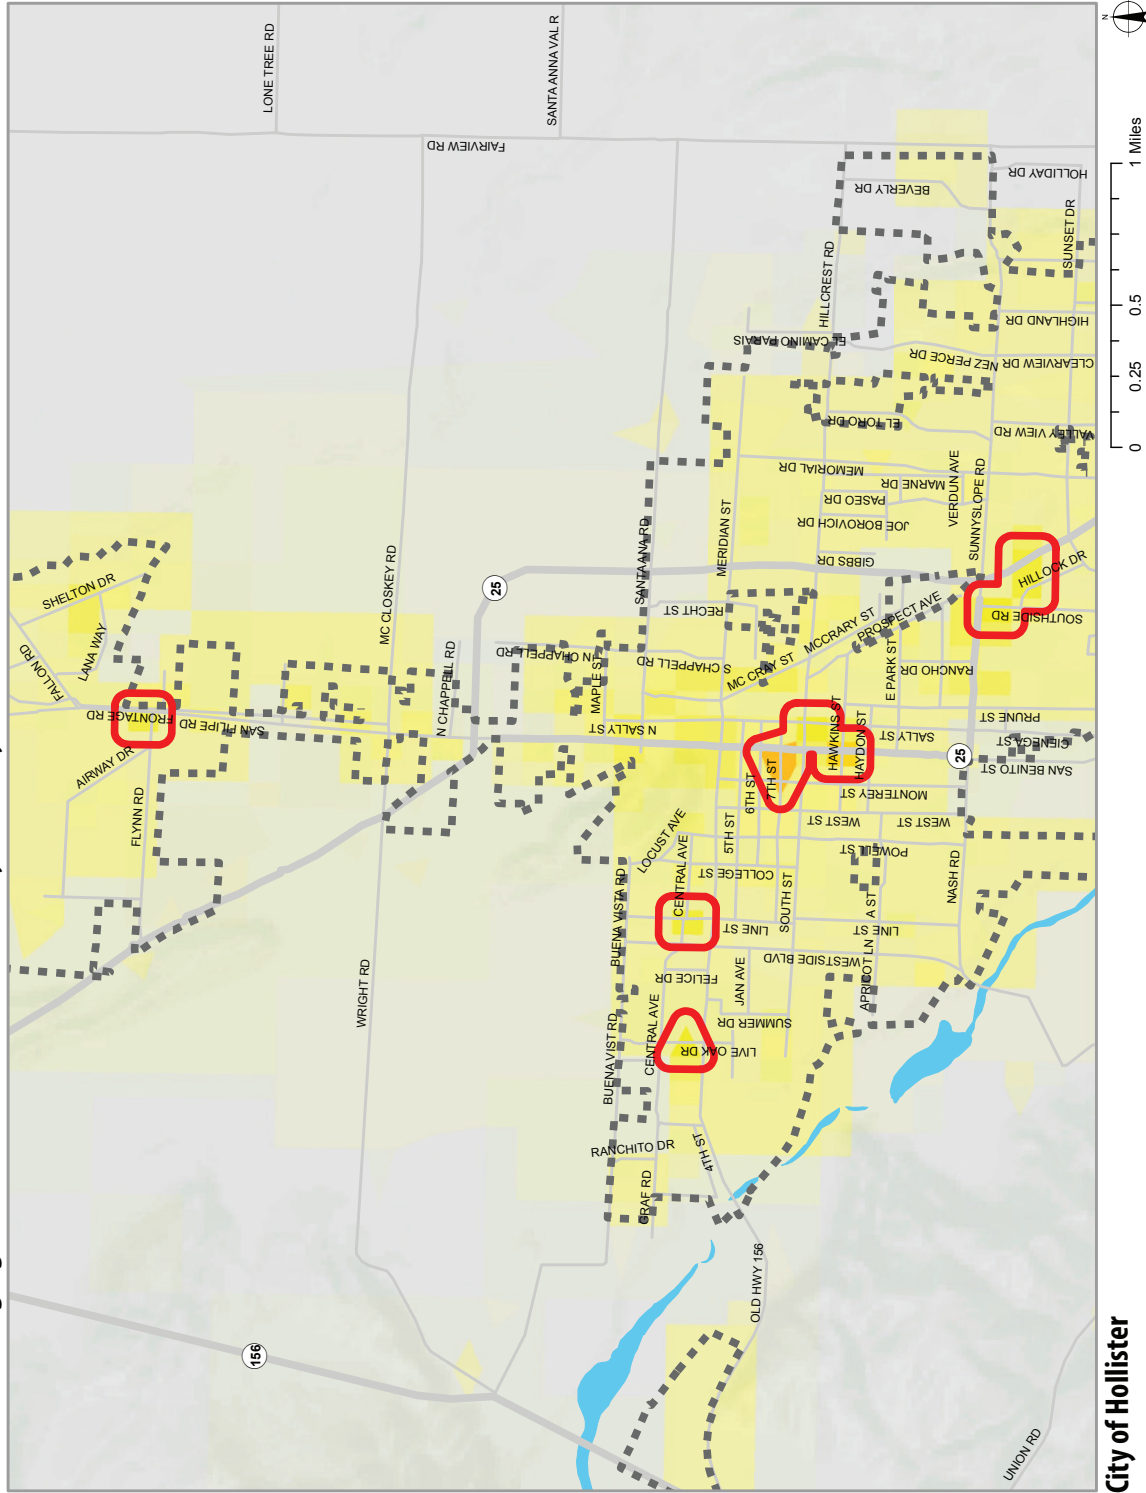 LONE TREE RD
SANTA ANNA VAL R
FAIRVIEW RD
SHELTON DR
FALLON RD
LANA WAY
FRONTAGE RD
SAN FILIPE RD
AIRWAY DR
FLYNN RD
MC CLOSKEY RD
N CHAPPELL RD
25
N CHAPPELL RD
MAPLE ST
N SALLY ST
SANTA ANA RD
RECHT ST
S CHAPPELL RD
MERIDIAN ST
MC CRAY ST
MCCRARY ST
PROSPECT AVE
GIBBS DR
JOE BOROVICH DR
PASEO DR
MARNE DR
MEMORIAL DR
VERDUN AVE
SUNNYSLOPE RD
EL TORO DR
EL CAMINO PARAIS
HILLCREST RD
BEVERLY DR
HOLLIDAY DR
SUNSET DR
HIGHLAND DR
NEZ PERCE DR
CLEARVIEW DR
VALLEY VIEW RD
HILLOCK DR
SOUTHSIDE RD
E PARK ST
RANCHO DR
PRUNE ST
SALLY ST
CIENEGA ST
SAN BENITO ST
25
HAWKINS ST
HAYDON ST
MONTEREY ST
6TH ST
7TH ST
5TH ST
WEST ST
WEST ST
POWELL ST
NASH RD
LOCUST AVE
CENTRAL AVE
COLLEGE ST
SOUTH ST
A ST
LINE ST
LINE ST
BUENA VISTA RD
WESTSIDE BLVD
APRICOT LN
FELICE DR
JAN AVE
SUMMER DR
LIVE OAK DR
CENTRAL AVE
BUENA VIST RD
WRIGHT RD
RANCHITO DR
4TH ST
GRAF RD
OLD HWY 156
156
UNION RD
N
0 0.25 0.5 1 Miles
City of Hollister